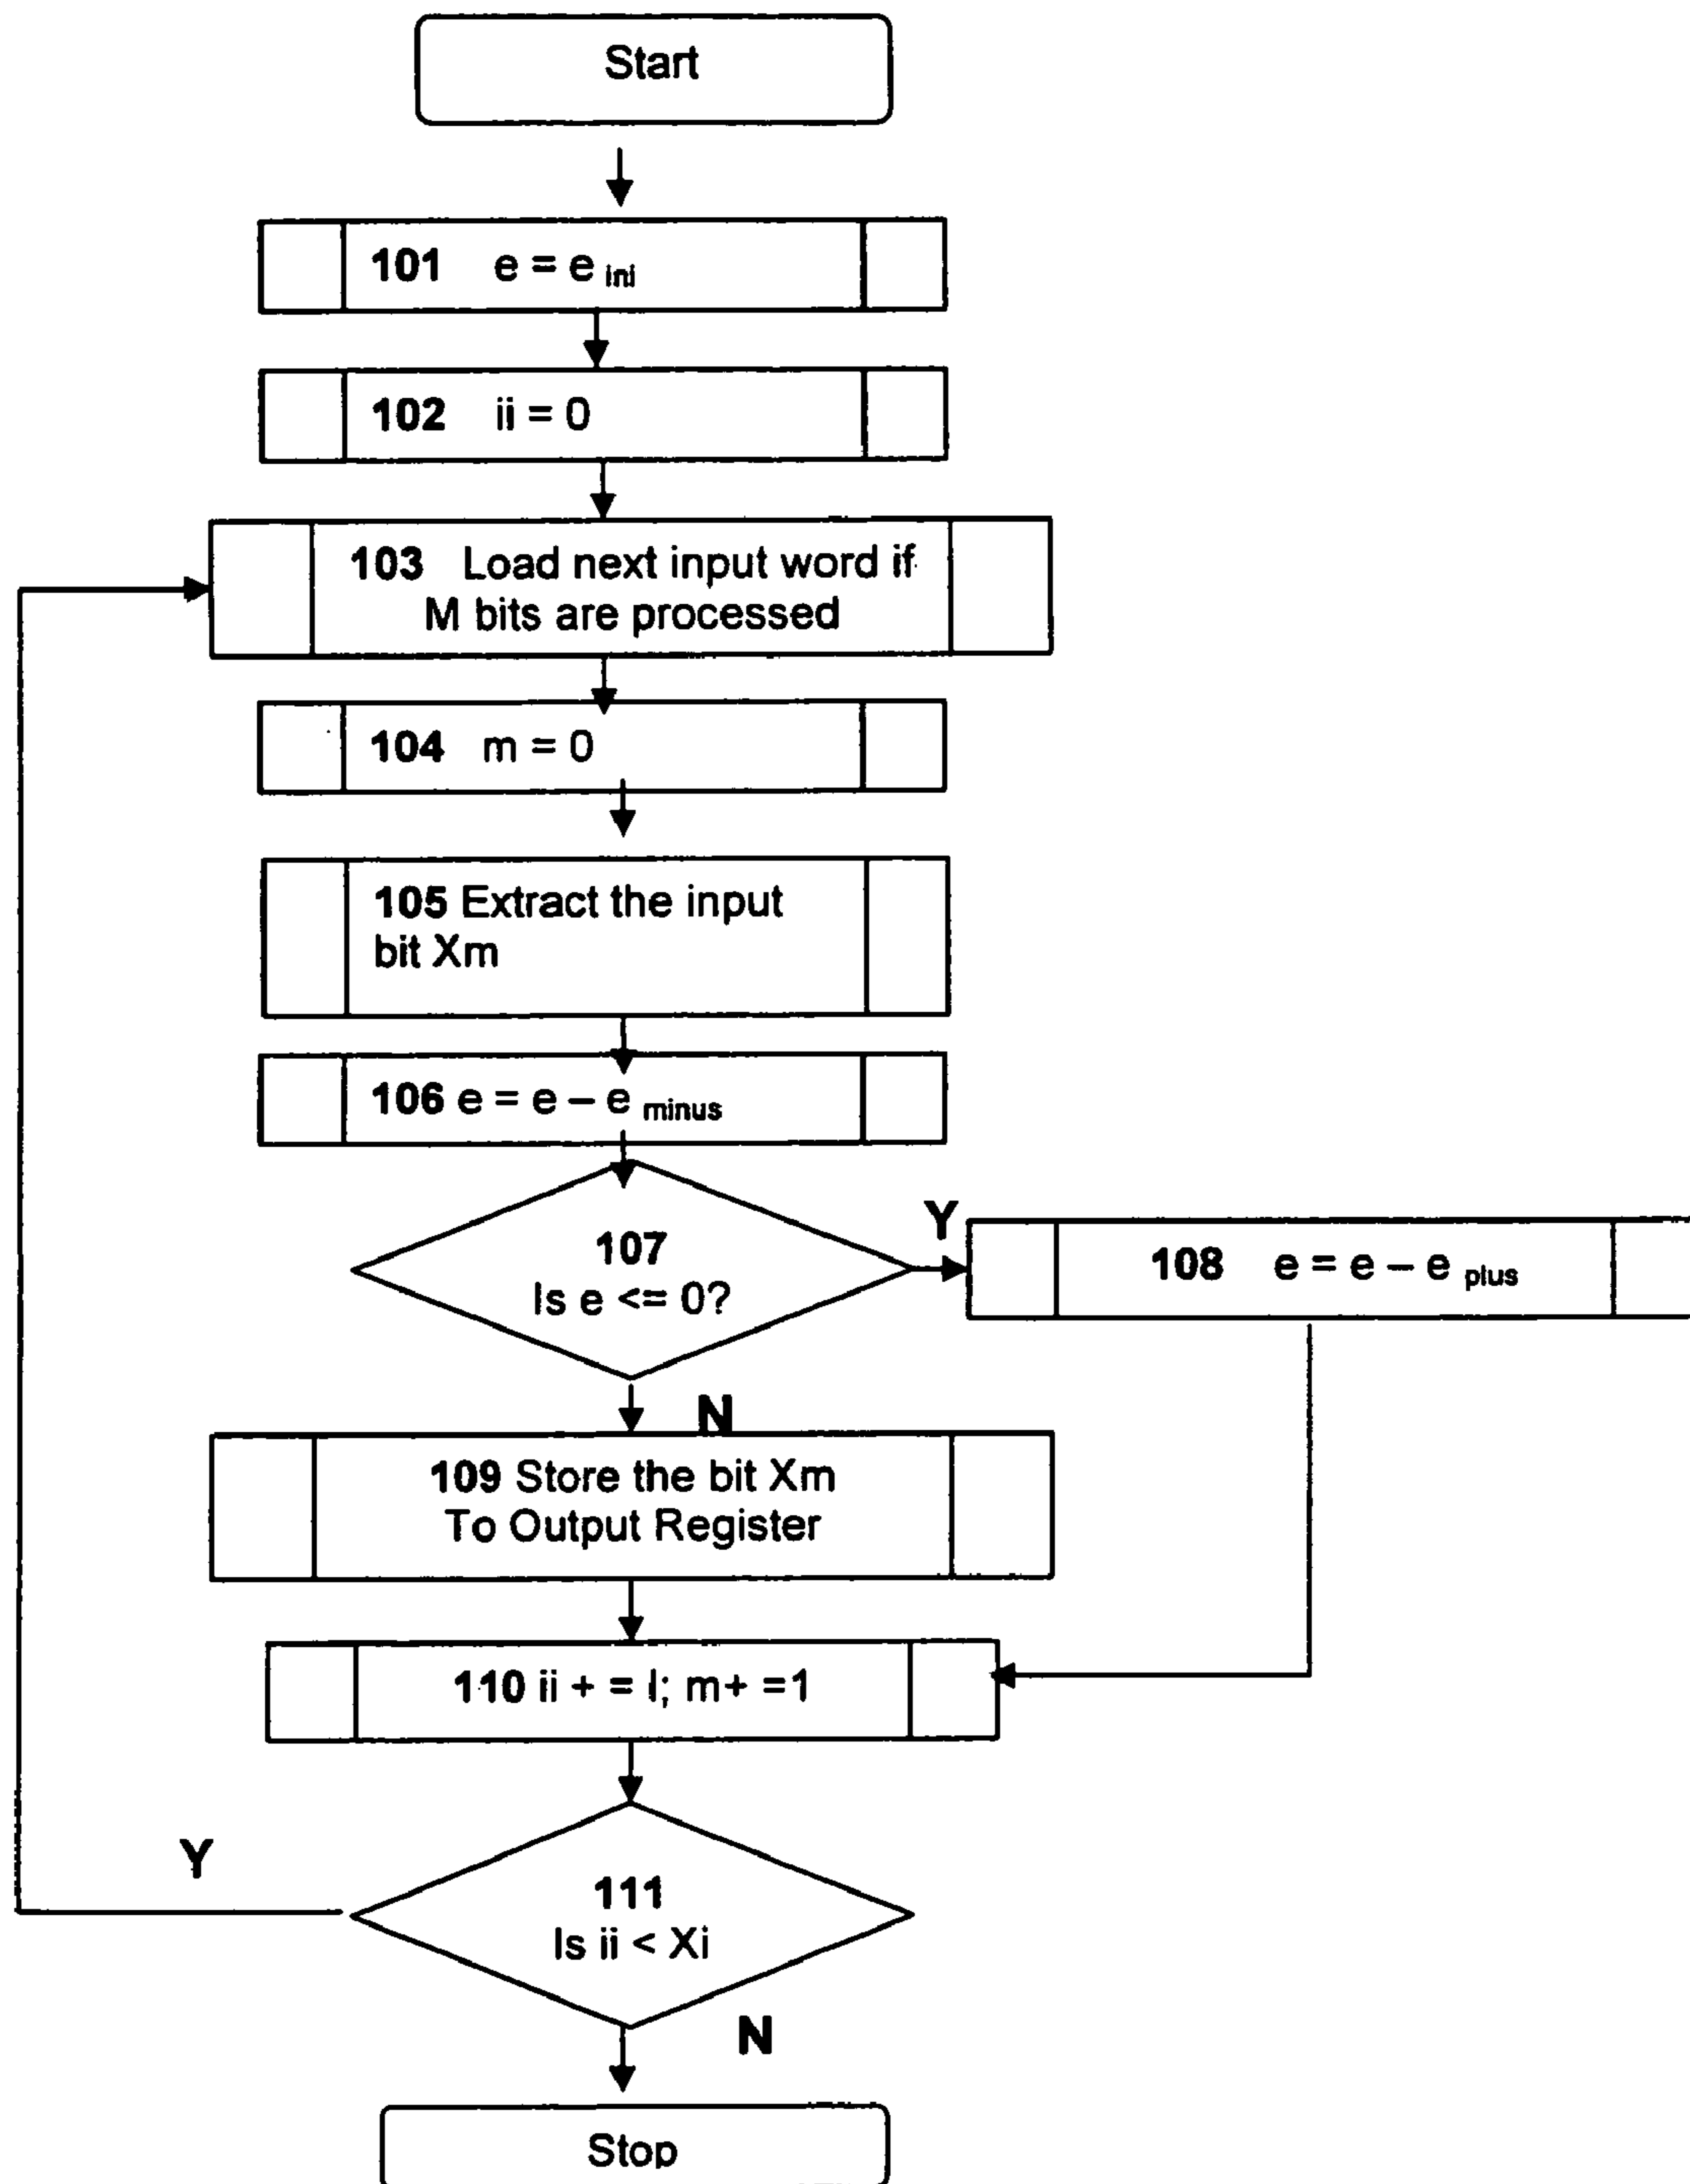 Start
101 e = e ini
102 ii = 0
103 Load next input word if
M bits are processed
104 m = 0
105 Extract the input
bit Xm
106 e = e – e minus
107
Is e <= 0?
Y
108 e = e – e plus
N
109 Store the bit Xm
To Output Register
110 ii + = l; m+ =1
Y
111
Is ii < Xi
N
Stop